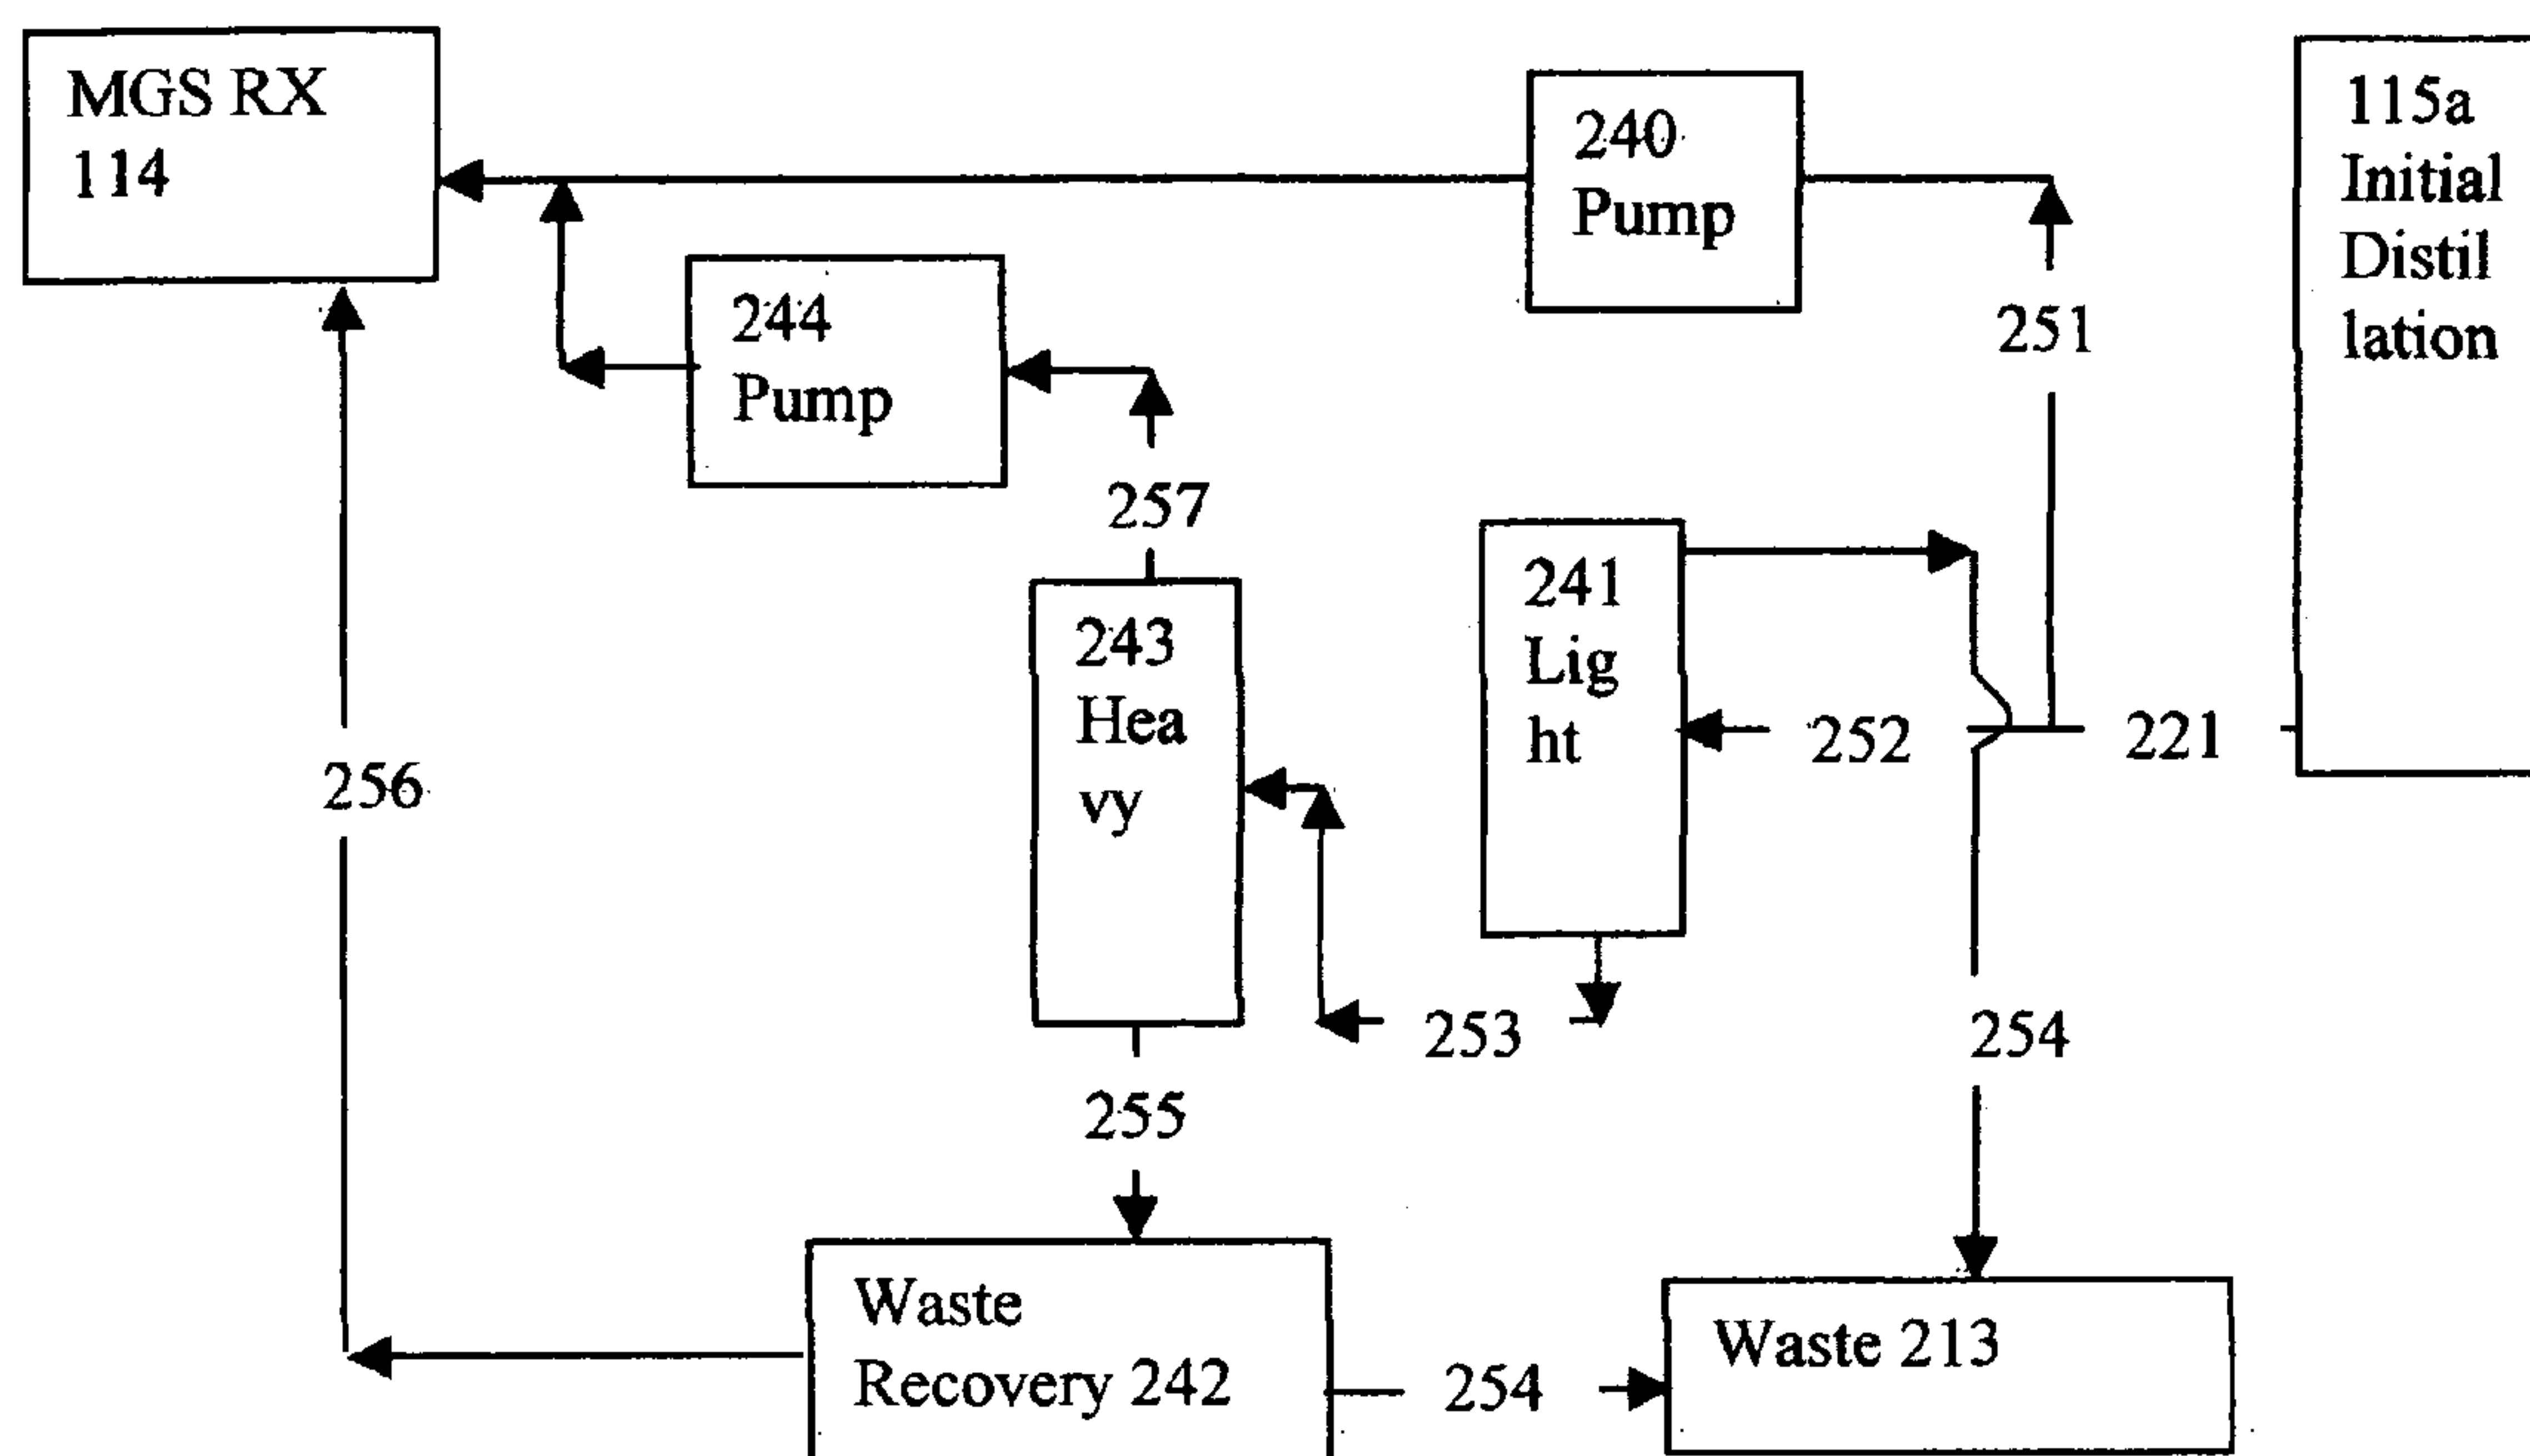 MGS RX
114
240
Pump
115a
Initial
Distil
lation
244
Pump
251
257
241
Lig
ht
243
Hea
vy
252
221
256
253
254
255
Waste
Recovery 242
254
Waste 213